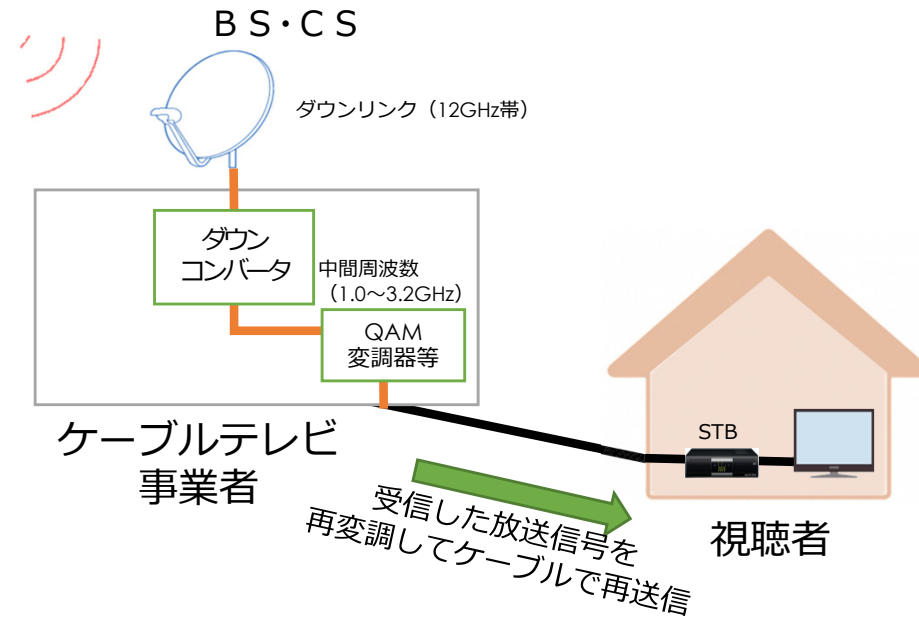 ＢＳ・ＣＳ
ダウンリンク（12GHz帯）
ダウン
コンバータ
中間周波数
（1.0～3.2GHz）
QAM
変調器等
ケーブルテレビ
事業者
STB
受信した放送信号を
再変調してケーブルで再送信
視聴者